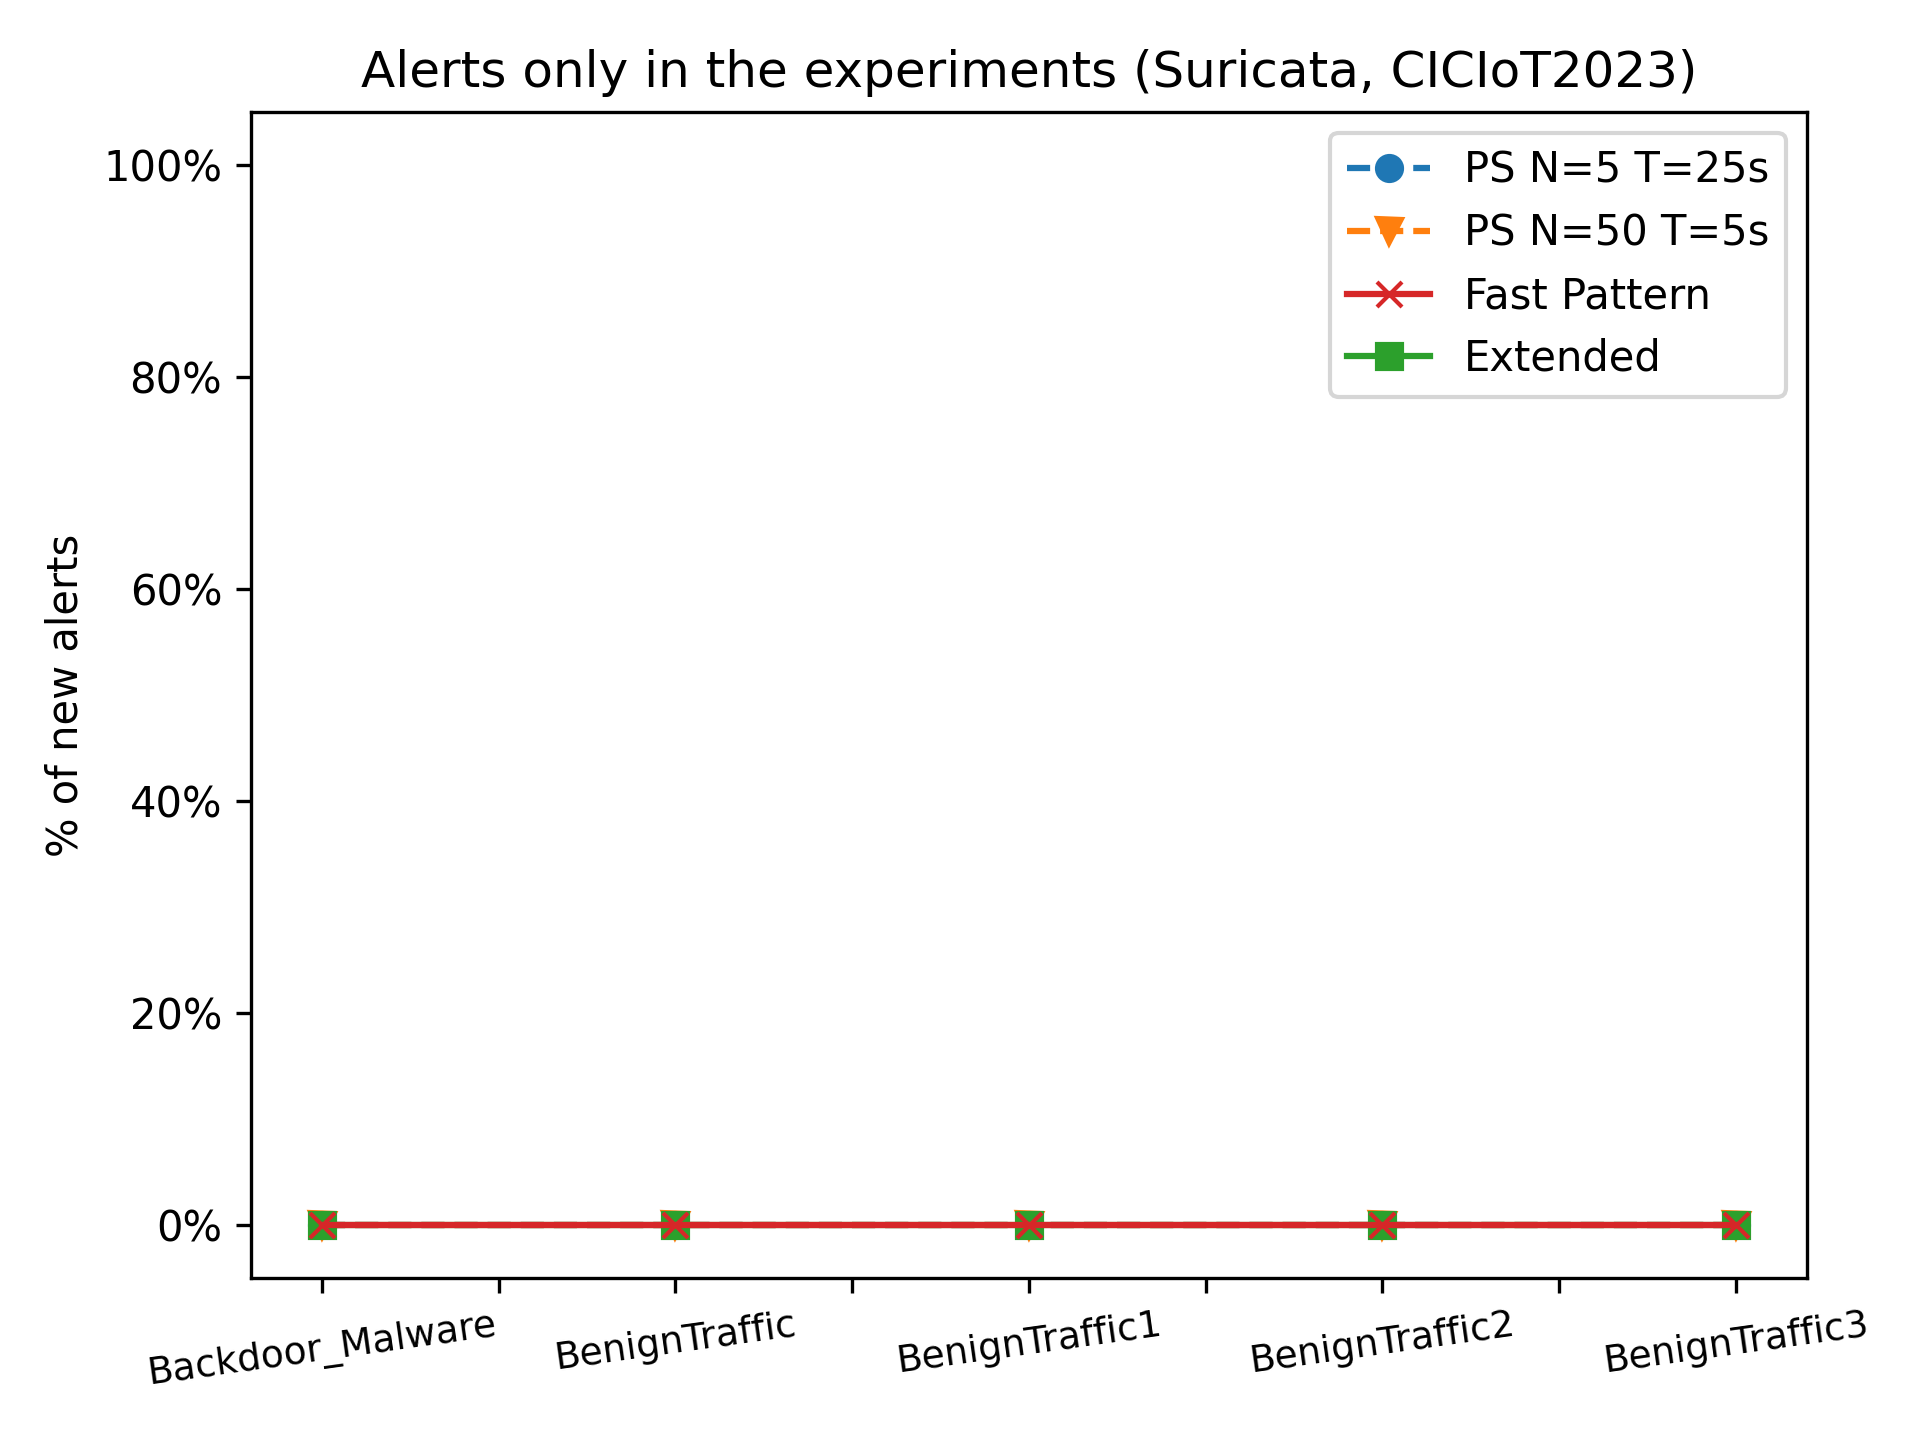 Alerts only in the experiments (Suricata, CICIoT2023)
PS N=5 T=25s
PS N=50 T=5s
Fast Pattern
Extended
% of new alerts
100%
80%
60%
40%
20%
0%
Backdoor_Malware
BenignTraffic
BenignTraffic1
BenignTraffic2
BenignTraffic3